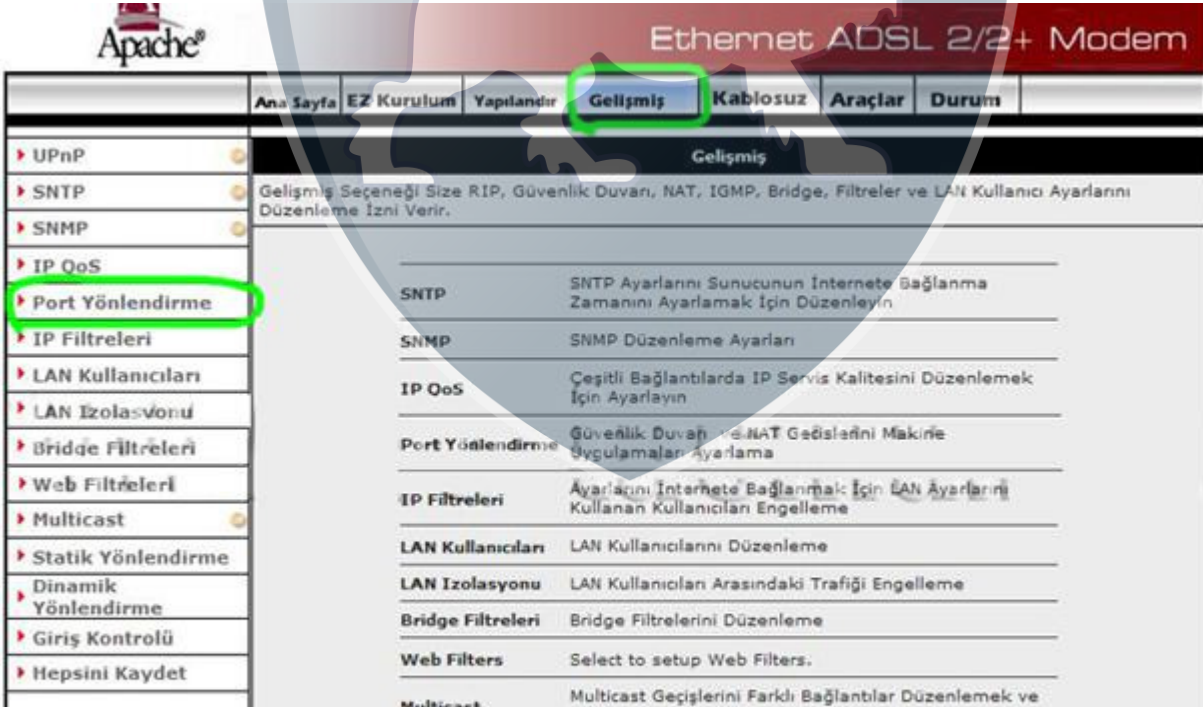 Apache®
Ethernet ADSL 2/2+ Modem
Ana Sayfa EZ Kurulum Yapılandır Gelişmiş Kablosuz Araçlar Durum
UPnP
SNTP
SNMP
IP QoS
Port Yönlendirme
IP Filtreleri
LAN Kullanıcıları
LAN Izolasyonu
Bridge Filtreleri
Web Filtreleri
Multicast
Statik Yönlendirme
Dinamik
Yönlendirme
Giriş Kontrolü
Hepsini Kaydet
Gelişmiş
Gelişmiş Seçeneği Size RIP, Güvenlik Duvarı, NAT, IGMP, Bridge, Filtreler ve LAN Kullanıcı Ayarlarını
Düzenleme İzni Verir.
SNTP SNTP Ayarlarını Sunucunun İnternete Bağlanma
Zamanını Ayarlamak İçin Düzenleyin
SNMP SNMP Düzenleme Ayarları
IP QoS Çeşitli Bağlantılarda IP Servis Kalitesini Düzenlemek
İçin Ayarlayın
Port Yönlendirme Güvenlik Duvarı ve NAT Geçişlerini Makine
Uygulamaları Ayarlama
IP Filtreleri Ayarlarını İnternete Bağlanmak İçin LAN Ayarlarını
Kullanan Kullanıcıları Engelleme
LAN Kullanıcıları LAN Kullanıcılarını Düzenleme
LAN Izolasyonu LAN Kullanıcıları Arasındaki Trafiği Engelleme
Bridge Filtreleri Bridge Filtrelerini Düzenleme
Web Filters Select to setup Web Filters.
Multicast Multicast Geçişlerini Farklı Bağlantılar Düzenlemek ve